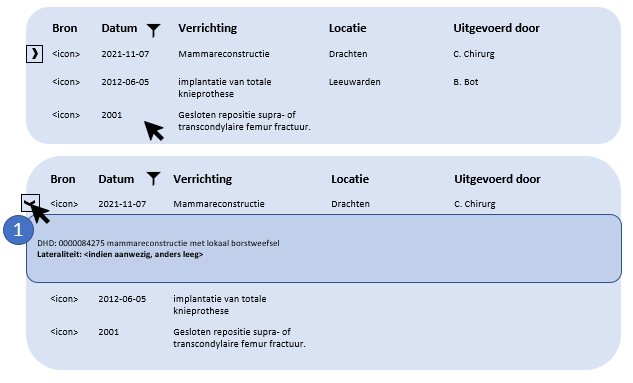 Bron Datum Verrichting Locatie Uitgevoerd door
<icon> 2021-11-07 Mammareconstructie Drachten C. Chirurg
<icon> 2012-06-05 implantatie van totale Leeuwarden B. Bot
knieprothese
<icon> 2001 Gesloten repositie supra- of
transcondylaire femur fractuur.
Bron Datum Verrichting Locatie Uitgevoerd door
<icon> 2021-11-07 Mammareconstructie Drachten C. Chirurg
1
DHD: 0000084275 mammareconstructie met lokaal borstweefsel
Lateraliteit: <indien aanwezig, anders leeg>
<icon> 2012-06-05 implantatie van totale
knieprothese
<icon> 2001 Gesloten repositie supra- of
transcondylaire femur fractuur.